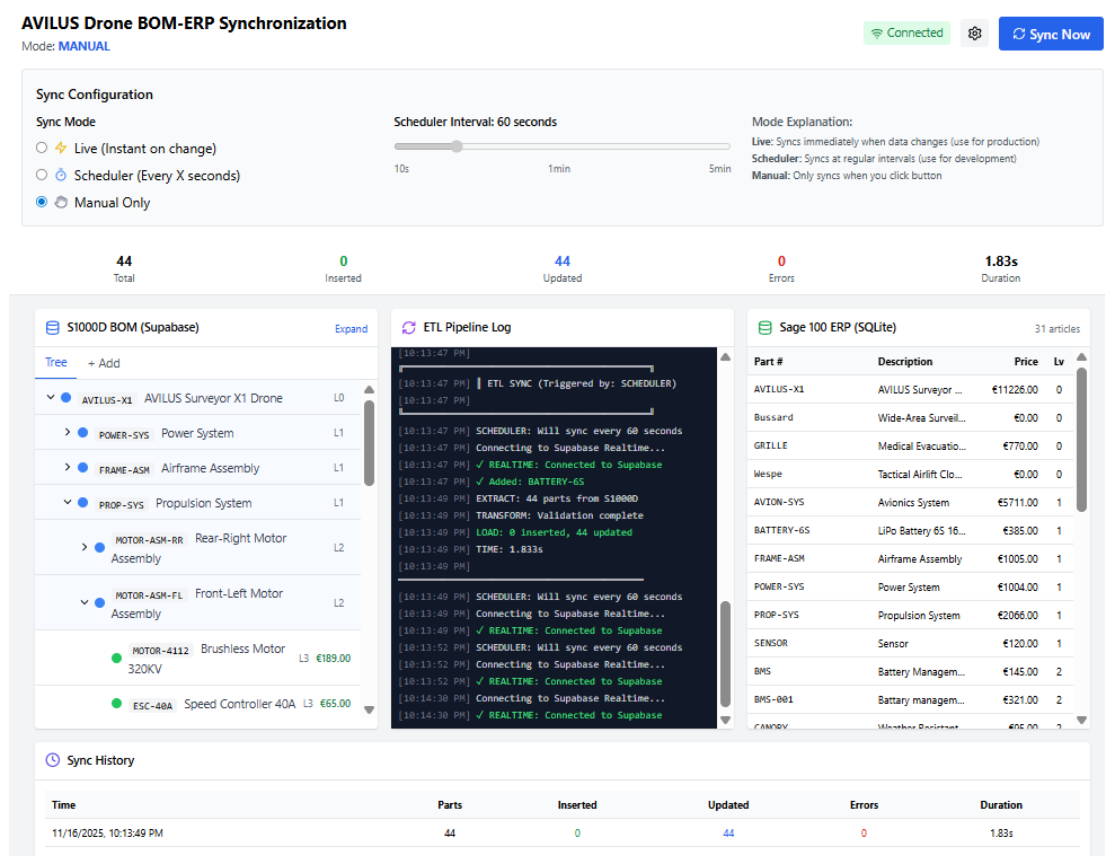 AVILUS Drone BOM-ERP Synchronization
Mode: MANUAL
Connected
Sync Now
Sync Configuration
Sync Mode
Live (Instant on change)
Scheduler (Every X seconds)
Manual Only
Scheduler Interval: 60 seconds
10s 1min 5min
Mode Explanation:
Live: Syncs immediately when data changes (use for production)
Scheduler: Syncs at regular intervals (use for development)
Manual: Only syncs when you click button
44 0 44 0 1.83s
Total Inserted Updated Errors Duration
S1000D BOM (Supabase) Expand
Tree + Add
AVILUS-X1 AVILUS Surveyor X1 Drone L0
POWER-SYS Power System L1
FRAME-ASM Airframe Assembly L1
PROP-SYS Propulsion System L1
MOTOR-ASM-RR Rear-Right Motor
Assembly L2
MOTOR-ASM-FL Front-Left Motor
Assembly L2
MOTOR-4112 Brushless Motor
320KV L3 €189.00
ESC-40A Speed Controller 40A L3 €65.00
ETL Pipeline Log
[10:13:47 PM]
[10:13:47 PM] ETL SYNC (Triggered by: SCHEDULER)
[10:13:47 PM]
[10:13:47 PM] SCHEDULER: Will sync every 60 seconds
[10:13:47 PM] Connecting to Supabase Realtime...
[10:13:47 PM] ✓ REALTIME: Connected to Supabase
[10:13:47 PM] ✓ Added: BATTERY-6S
[10:13:49 PM] EXTRACT: 44 parts from S1000D
[10:13:49 PM] TRANSFORM: Validation complete
[10:13:49 PM] LOAD: 0 inserted, 44 updated
[10:13:49 PM] TIME: 1.833s
[10:13:49 PM]
[10:13:49 PM] SCHEDULER: Will sync every 60 seconds
[10:13:49 PM] Connecting to Supabase Realtime...
[10:13:49 PM] ✓ REALTIME: Connected to Supabase
[10:13:52 PM] SCHEDULER: Will sync every 60 seconds
[10:13:52 PM] Connecting to Supabase Realtime...
[10:13:52 PM] ✓ REALTIME: Connected to Supabase
[10:14:30 PM] Connecting to Supabase Realtime...
[10:14:30 PM] ✓ REALTIME: Connected to Supabase
Sage 100 ERP (SQLite) 31 articles
Part # Description Price Lv
AVILUS-X1 AVILUS Surveyor ... €11226.00 0
Bussard Wide-Area Surveil... €0.00 0
GRILLE Medical Evacuatio... €770.00 0
Wespe Tactical Airlift Clo... €0.00 0
AVION-SYS Avionics System €5711.00 1
BATTERY-6S LiPo Battery 6S 16... €385.00 1
FRAME-ASM Airframe Assembly €1005.00 1
POWER-SYS Power System €1004.00 1
PROP-SYS Propulsion System €2066.00 1
SENSOR Sensor €120.00 1
BMS Battery Managem... €145.00 2
BMS-001 Battary managem... €321.00 2
CANOPY Weather Resistant €95.00 2
Sync History
Time Parts Inserted Updated Errors Duration
11/16/2025, 10:13:49 PM 44 0 44 0 1.83s